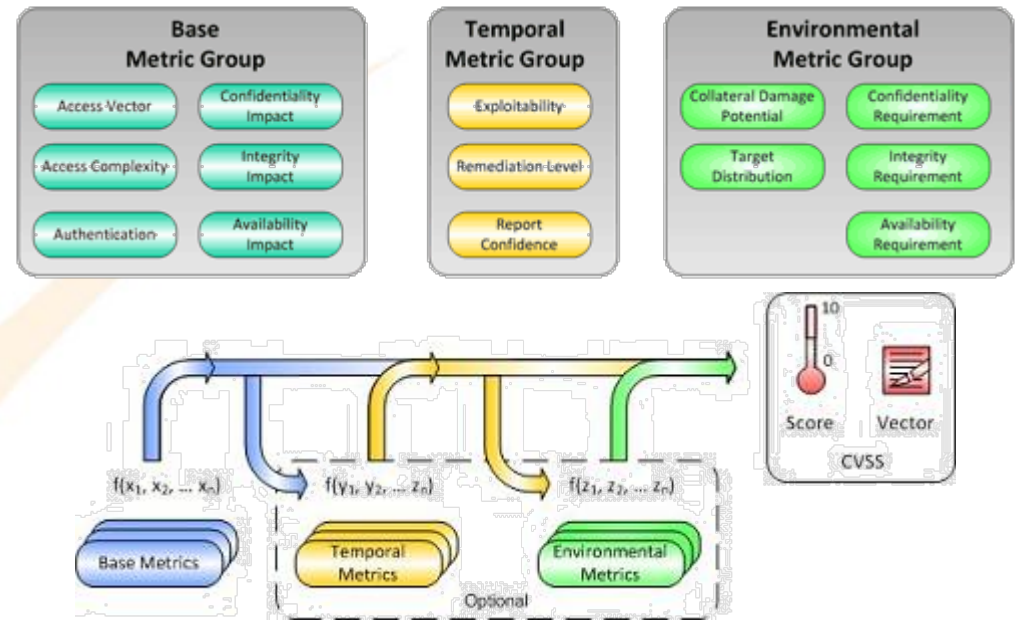 Base
Metric Group
Access Vector
Confidentiality
Impact
Access Complexity
Integrity
Impact
Authentication
Availability
Impact
Temporal
Metric Group
Exploitability
Remediation Level
Report
Confidence
Environmental
Metric Group
Collateral Damage
Potential
Confidentiality
Requirement
Target
Distribution
Integrity
Requirement
Availability
Requirement
10
0
Score
Vector
CVSS
f(x₁, x₂, ... xₙ)
f(y₁, y₂, ... zₙ)
f(z₁, z₂, ... zₙ)
Base Metrics
Temporal
Metrics
Environmental
Metrics
Optional